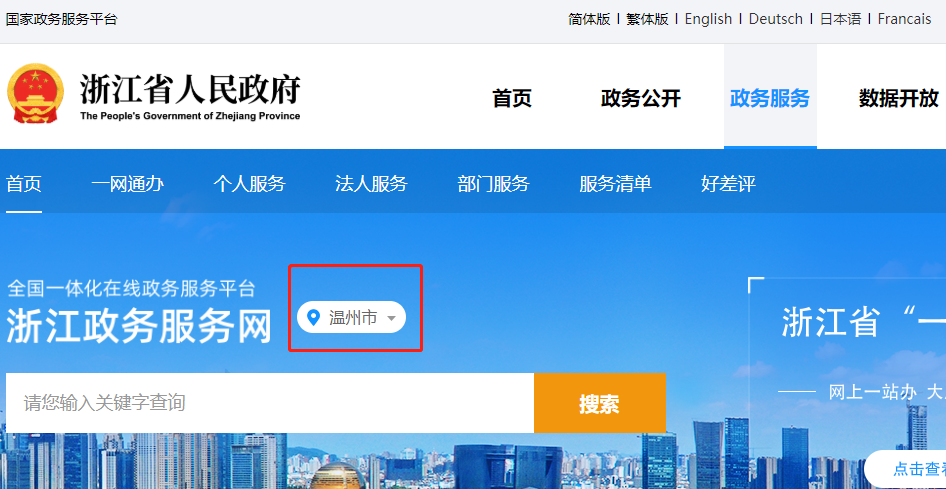 国家政务服务平台
简体版 | 繁体版 | English | Deutsch | 日本语 | Francais
浙江省人民政府
The People's Government of Zhejiang Province
首页 政务公开 政务服务 数据开放
首页 一网通办 个人服务 法人服务 部门服务 服务清单 好差评
全国一体化在线政务服务平台
浙江政务服务网
温州市
请您输入关键字查询
搜索
浙江省“一
网上一站办 大
点击查看